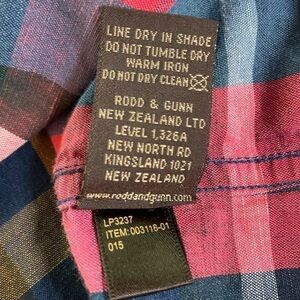 LINE DRY IN SHADE
DO NOT TUMBLE DRY
WARM IRON
DO NOT DRY CLEAN
RODD & GUNN
NEW ZEALAND LTD
LEVEL 1,326A
NEW NORTH RD
KINGSLAND 1021
NEW ZEALAND
www.roddandgunn.com
LP3237
ITEM:003116-01
015